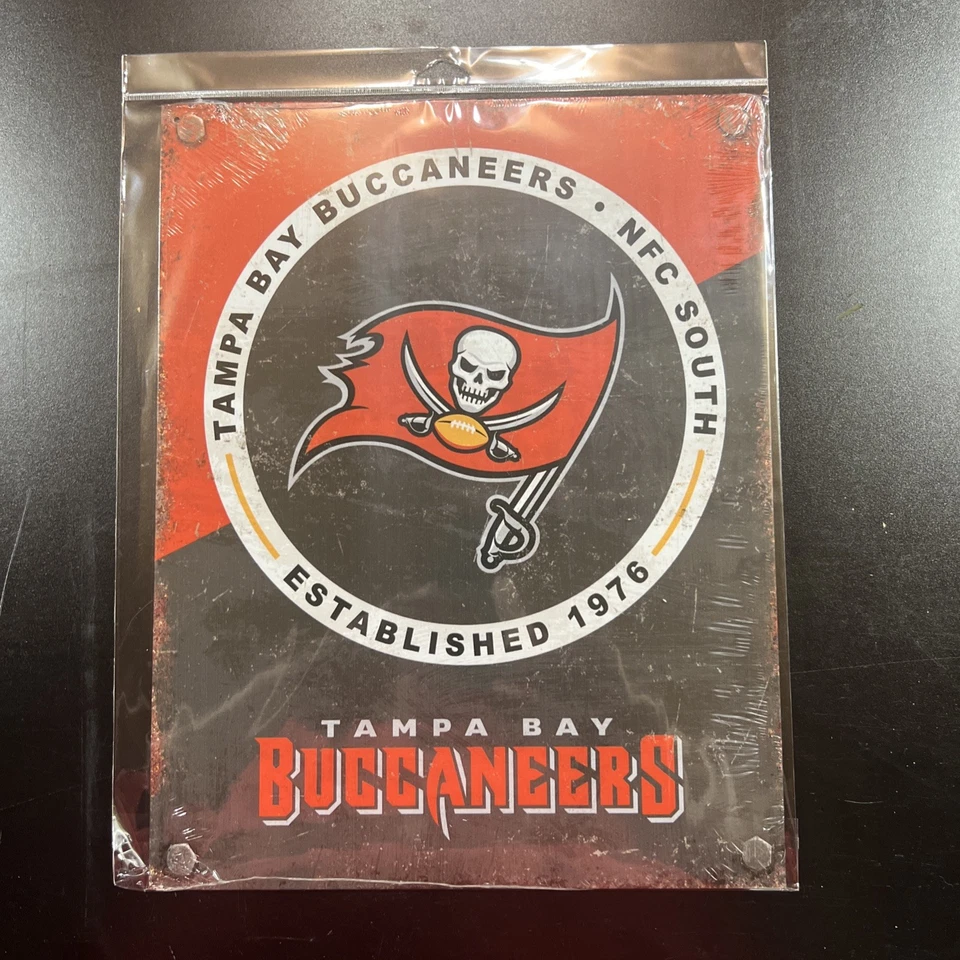 TAMPA BAY BUCCANEERS • NFC SOUTH
ESTABLISHED 1976
TAMPA BAY
BUCCANEERS